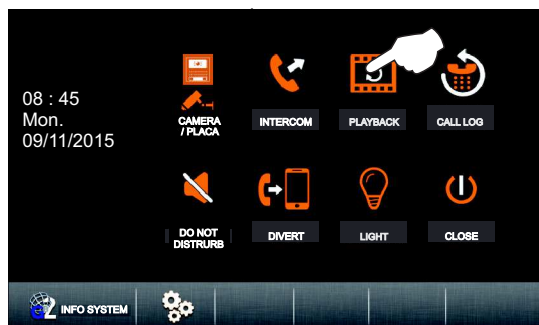 08 : 45
Mon.
09/11/2015
CAMERA
/ PLACA
INTERCOM
PLAYBACK
CALL LOG
DO NOT
DISTRURB
DIVERT
LIGHT
CLOSE
G2 INFO SYSTEM